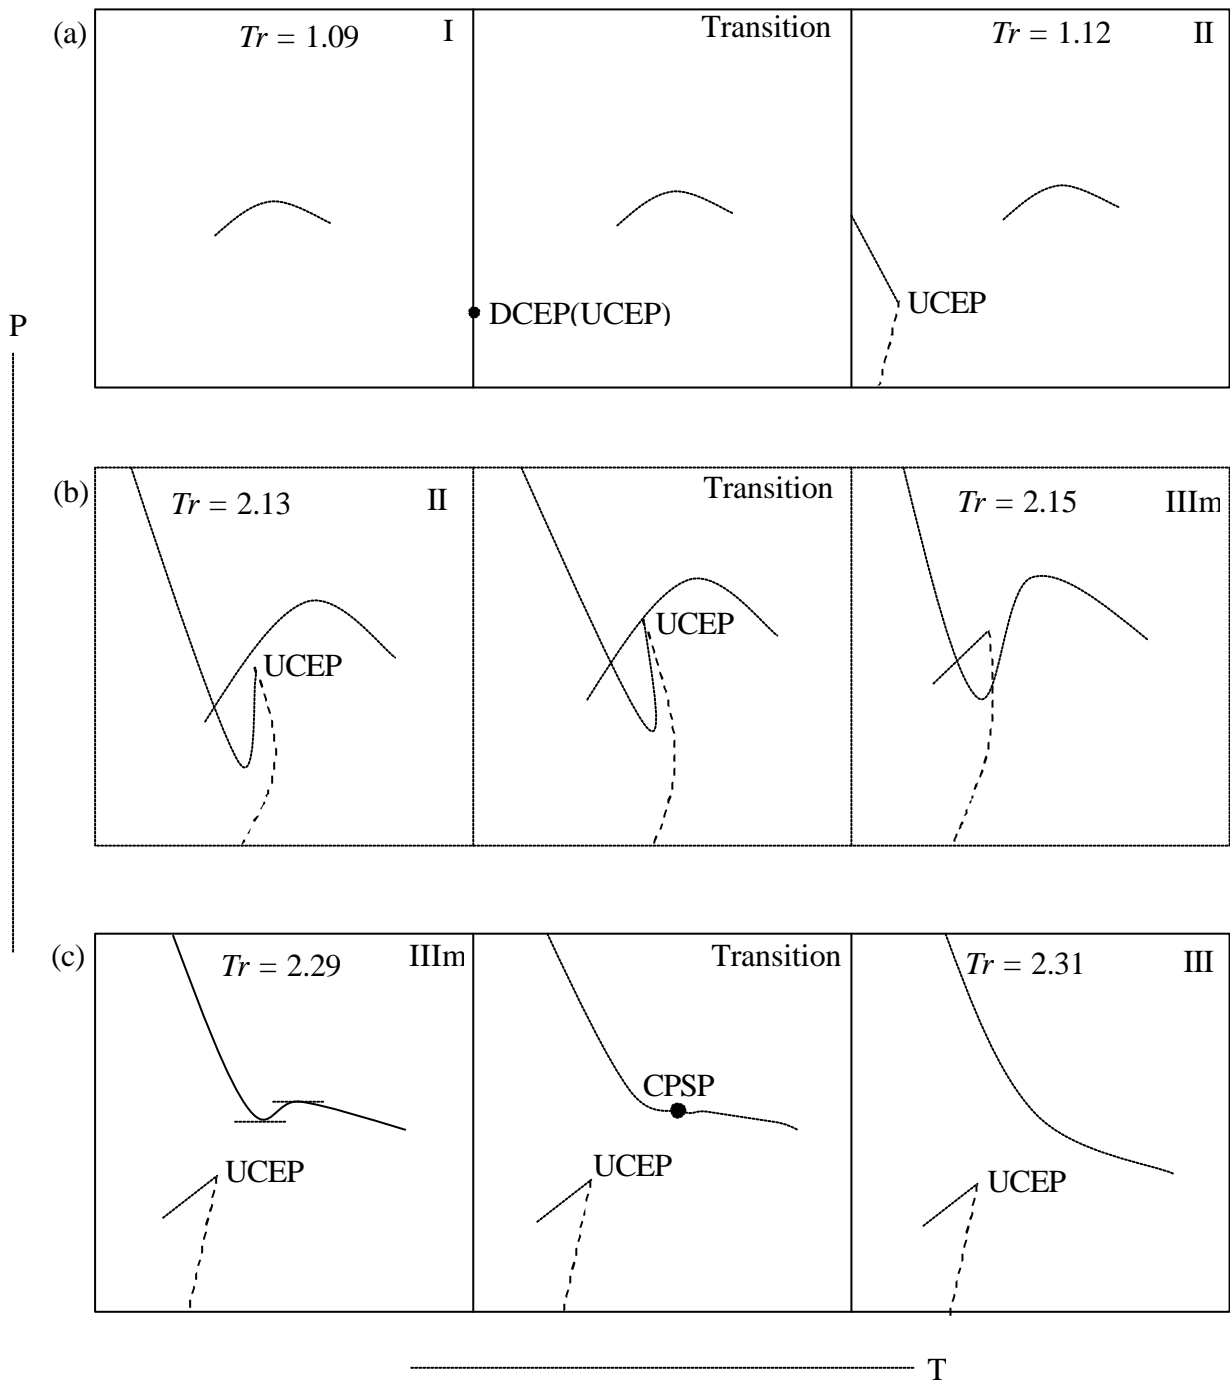 (a)
Tr = 1.09
I
Transition
Tr = 1.12
II
DCEP(UCEP)
UCEP
P
(b)
Tr = 2.13
II
Transition
Tr = 2.15
IIIm
UCEP
UCEP
(c)
Tr = 2.29
IIIm
Transition
Tr = 2.31
III
CPSP
UCEP
UCEP
UCEP
T